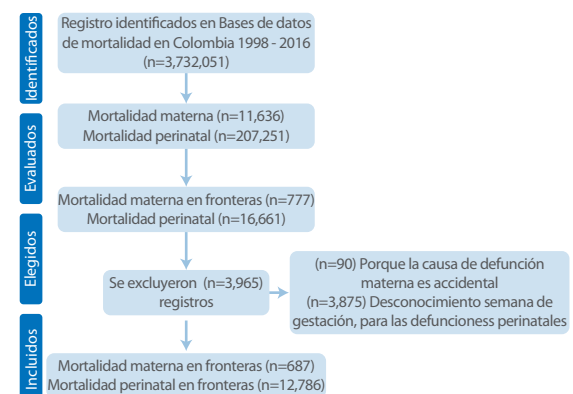 Identificados
Registro identificados en Bases de datos
de mortalidad en Colombia 1998 - 2016
(n=3,732,051)
Evaluados
Mortalidad materna (n=11,636)
Mortalidad perinatal (n=207,251)
Elegidos
Mortalidad materna en fronteras (n=777)
Mortalidad perinatal (n=16,661)
Se excluyeron (n=3,965)
registros
(n=90) Porque la causa de defunción
materna es accidental
(n=3,875) Desconocimiento semana de
gestación, para las defuncioness perinatales
Incluidos
Mortalidad materna en fronteras (n=687)
Mortalidad perinatal en fronteras (n=12,786)